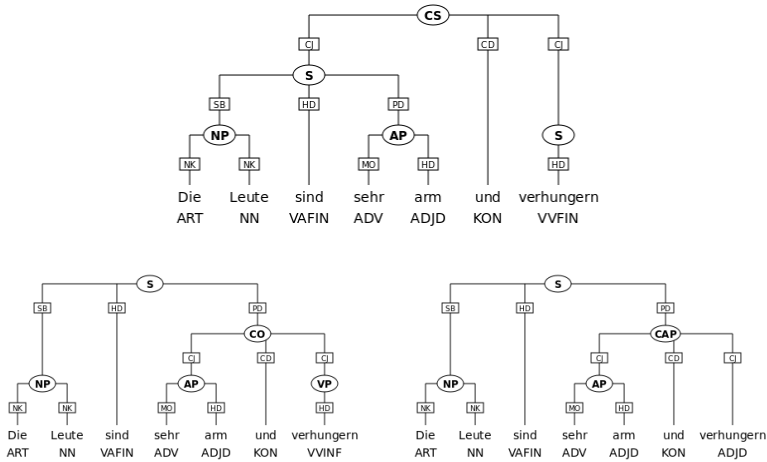 CS
CJ CD CJ
S
SB HD PD
NP AP S
NK NK MO HD HD
Die Leute sind sehr arm und verhungern
ART NN VAFIN ADV ADJD KON VVFIN
S
SB HD PD
CO
CJ CD CJ
NP AP VP
NK NK MO HD HD
Die Leute sind sehr arm und verhungern
ART NN VAFIN ADV ADJD KON VVINF
S
SB HD PD
CAP
CJ CD CJ
NP AP
NK NK MO HD
Die Leute sind sehr arm und verhungern
ART NN VAFIN ADV ADJD KON ADJD